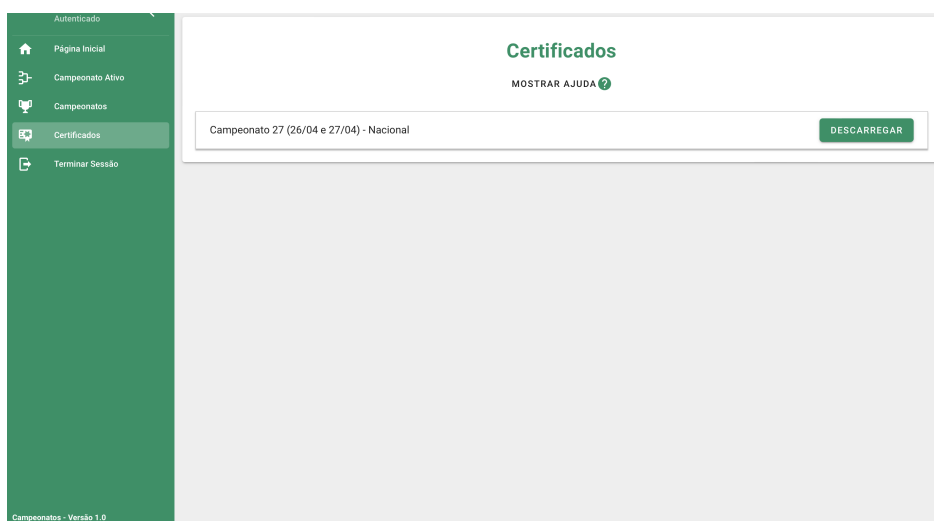 Autenticado
Página Inicial
Campeonato Ativo
Campeonatos
Certificados
Terminar Sessão
Campeonatos - Versão 1.0
Certificados
MOSTRAR AJUDA ?
Campeonato 27 (26/04 e 27/04) - Nacional
DESCARREGAR